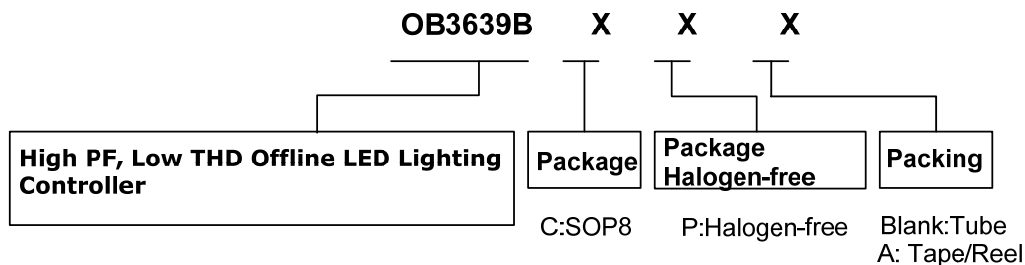 OB3639B X X X
High PF, Low THD Offline LED Lighting
Controller
Package
Package
Halogen-free
Packing
C:SOP8
P:Halogen-free
Blank:Tube
A: Tape/Reel